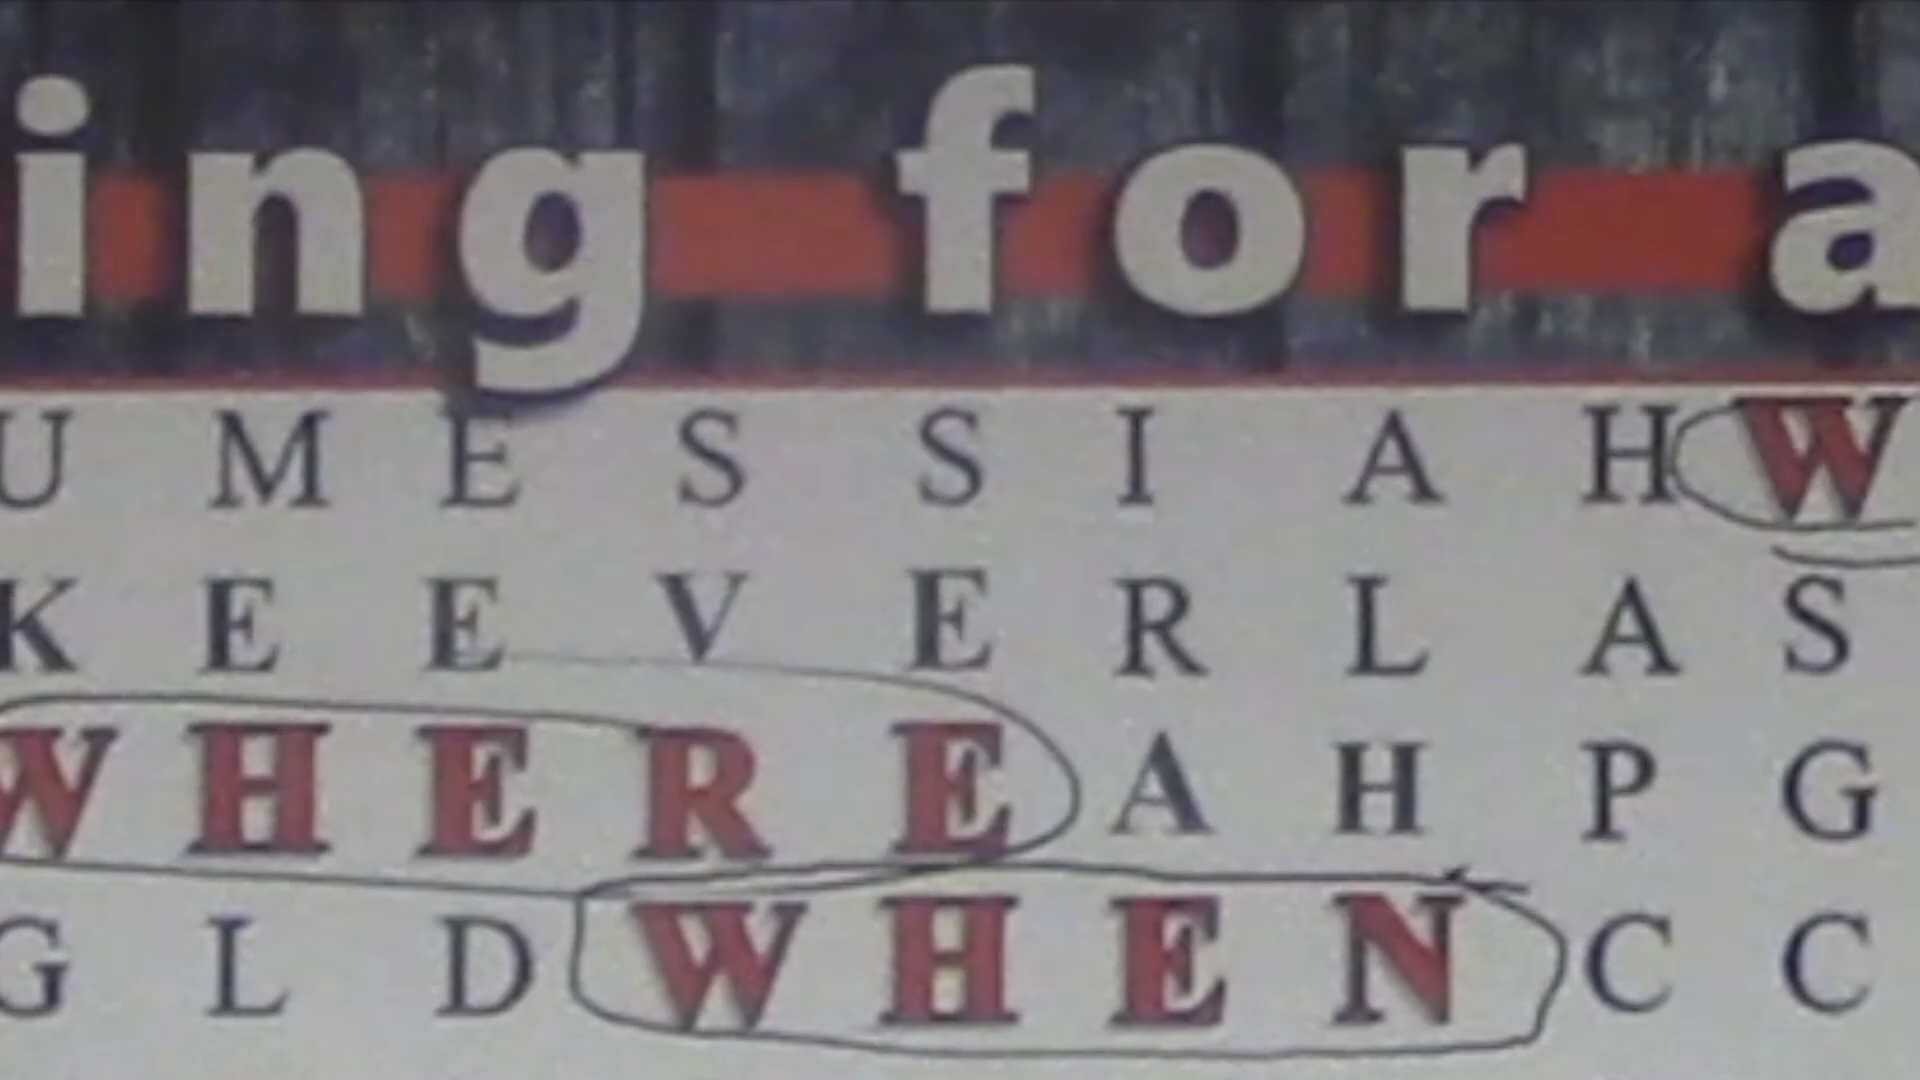 ing for a
U M E S S I A H W
K E E V E R L A S
W H E R E A H P G
G L D W H E N C C